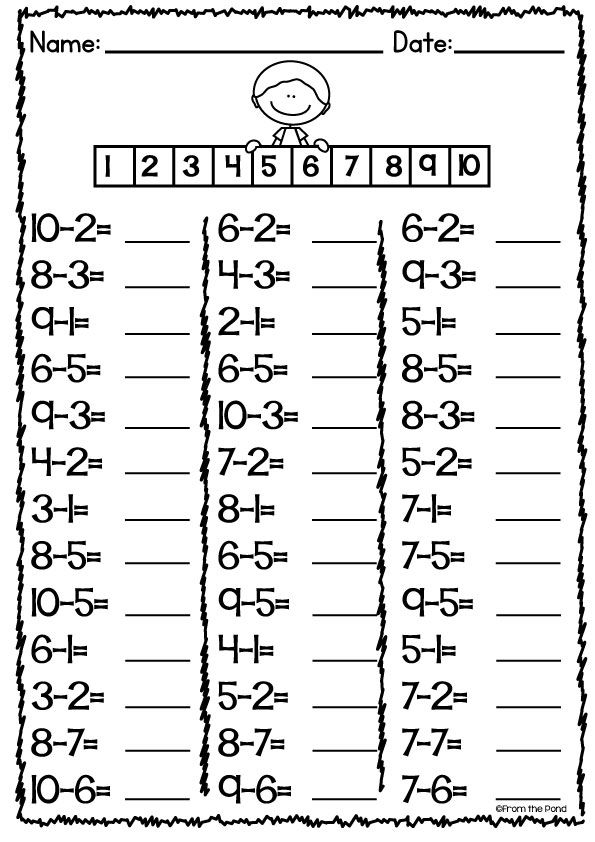 Name: Date:
1 2 3 4 5 6 7 8 9 10
10-2= 6-2= 6-2=
8-3= 4-3= 9-3=
9-1= 2-1= 5-1=
6-5= 6-5= 8-5=
9-3= 10-3= 8-3=
4-2= 7-2= 5-2=
3-1= 8-1= 7-1=
8-5= 6-5= 7-5=
10-5= 9-5= 9-5=
6-1= 4-1= 5-1=
3-2= 5-2= 7-2=
8-7= 8-7= 7-7=
10-6= 9-6= 7-6=
©From the Pond